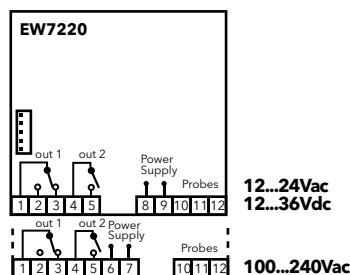 EW7220
out 1 out 2 Power Supply Probes
1 2 3 4 5 8 9 10 11 12
12...24Vac
12...36Vdc
out 1 out 2 Power Supply
Probes
1 2 3 4 5 6 7 10 11 12
100...240Vac